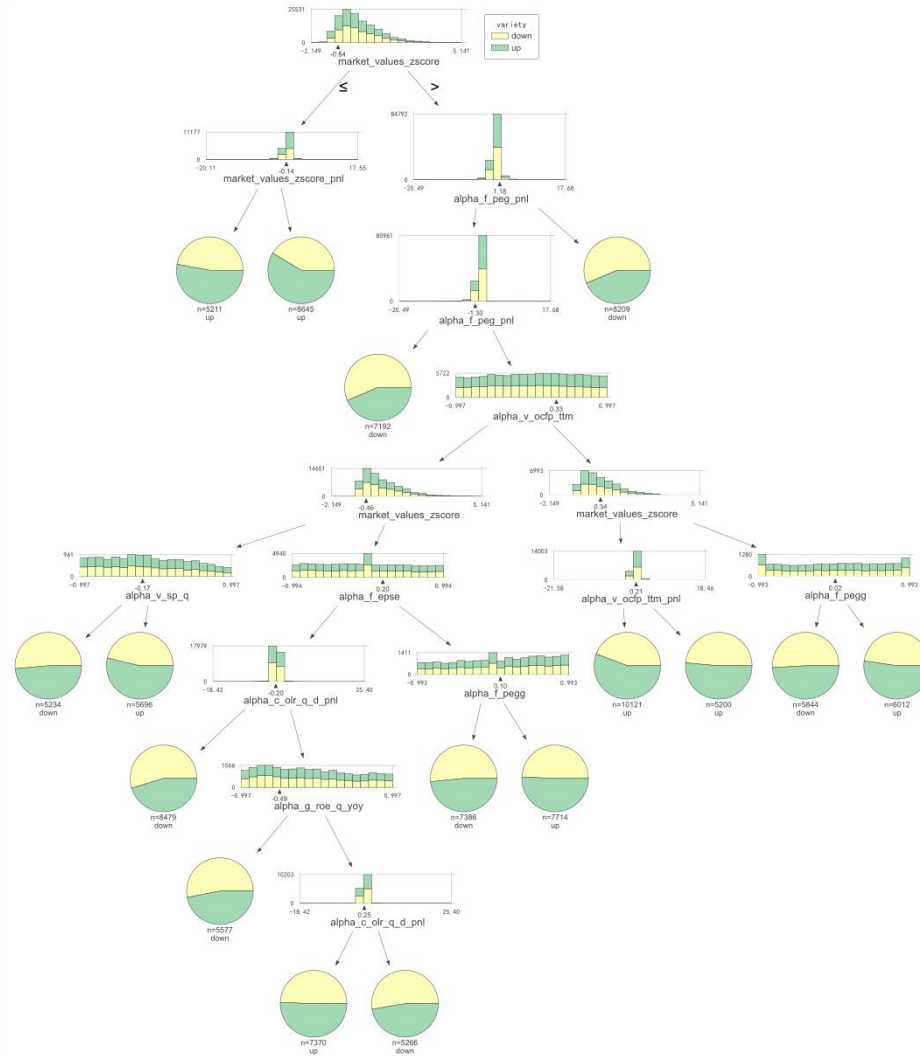 25531
0
-2.149
-0.84
5.141
market_values_zscore
variety
down
up
≤
>
11177
0
-20.11
-0.14
17.55
market_values_zscore_pnl
84792
0
-20.49
1.18
17.68
alpha_f_peg_pnl
n=5211
up
n=8645
up
80961
0
-20.49
-1.30
17.68
alpha_f_peg_pnl
n=8209
down
n=7192
down
5722
0
-0.997
0.33
0.997
alpha_v_ocfp_ttm
14651
0
-2.149
-0.46
5.141
market_values_zscore
6993
0
-2.149
0.34
5.141
market_values_zscore
961
0
-0.997
-0.17
0.997
alpha_v_sp_q
4940
0
-0.994
0.20
0.994
alpha_f_epse
14003
0
-21.58
0.21
18.46
alpha_v_ocfp_ttm_pnl
1280
0
-0.993
0.02
0.993
alpha_f_pegg
n=5234
down
n=5696
up
17979
0
-18.42
-0.20
25.40
alpha_c_olr_q_d_pnl
1411
0
-0.993
0.10
0.993
alpha_f_pegg
n=10121
up
n=5200
up
n=5844
down
n=6012
up
n=8479
down
1566
0
-0.997
-0.49
0.997
alpha_g_roe_q_yoy
n=7386
down
n=7714
up
n=5577
down
10203
0
-18.42
0.25
25.40
alpha_c_olr_q_d_pnl
n=7370
up
n=5266
down